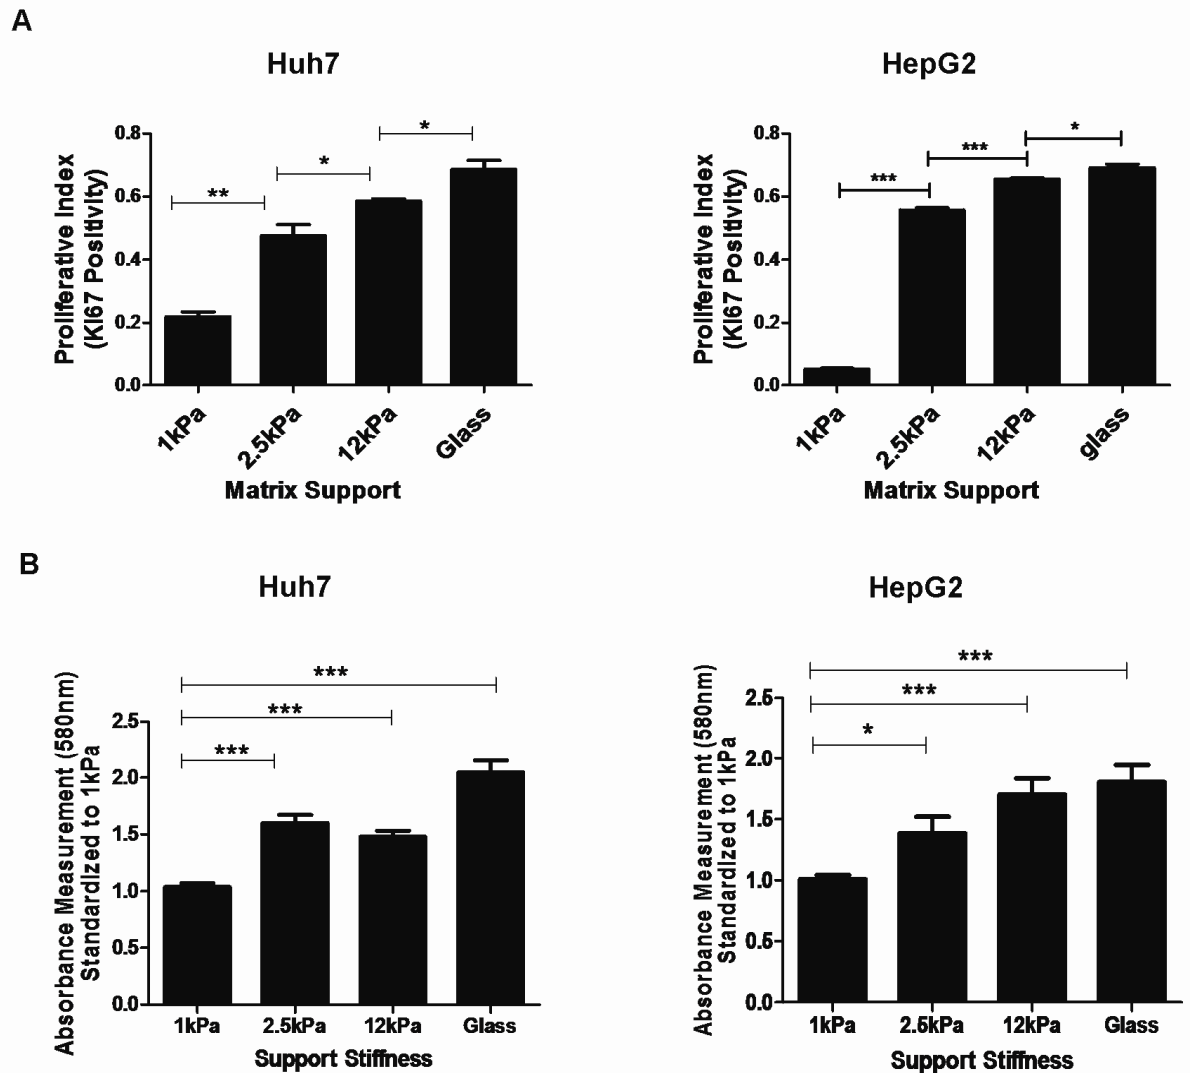 A
Huh7
HepG2
Proliferative Index
(KI67 Positivity)
0.8
0.6
0.4
0.2
0.0
**
*
*
1kPa
2.5kPa
12kPa
Glass
Matrix Support
Proliferative Index
(KI67 Positivity)
0.8
0.6
0.4
0.2
0.0
***
***
*
1kPa
2.5kPa
12kPa
glass
Matrix Support
B
Huh7
HepG2
Absorbance Measurement (580nm)
Standardized to 1kPa
2.5
2.0
1.5
1.0
0.5
0.0
***
***
***
1kPa
2.5kPa
12kPa
Glass
Support Stiffness
Absorbance Measurement (580nm)
Standardized to 1kPa
2.5
2.0
1.5
1.0
0.5
0.0
***
***
*
1kPa
2.5kPa
12kPa
Glass
Support Stiffness